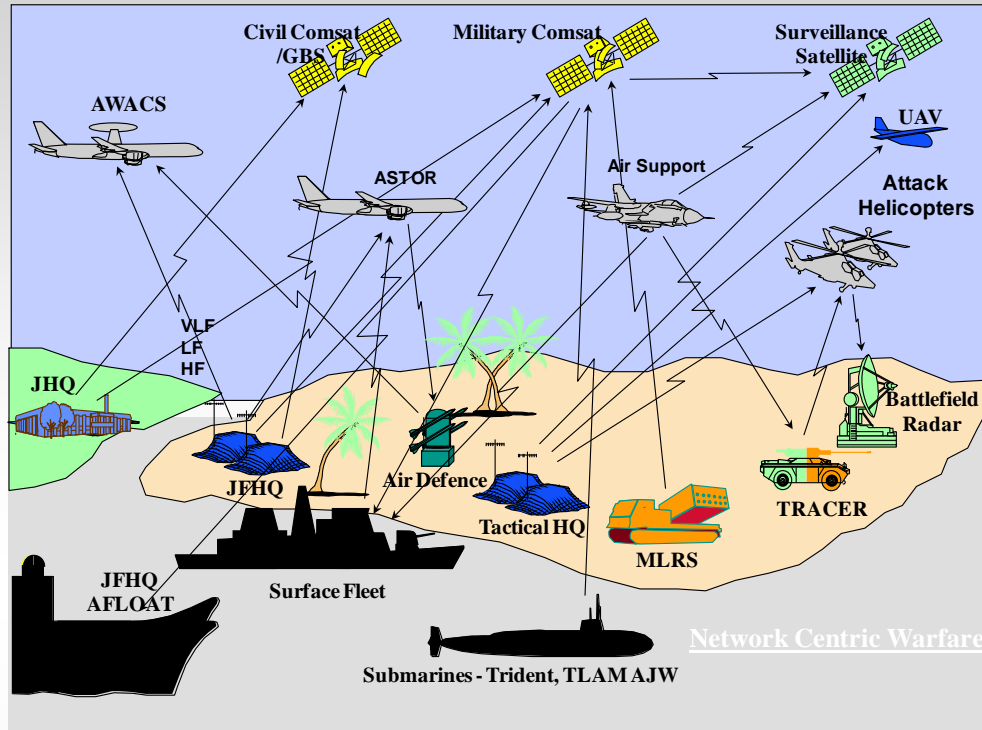 Civil Comsat
/GBS
Military Comsat
Surveillance
Satellite
AWACS
UAV
ASTOR
Air Support
Attack
Helicopters
VLF
LF
HF
JHQ
Battlefield
Radar
JFHQ
Air Defence
Tactical HQ
TRACER
MLRS
JFHQ
AFLOAT
Surface Fleet
Network Centric Warfare
Submarines - Trident, TLAM AJW